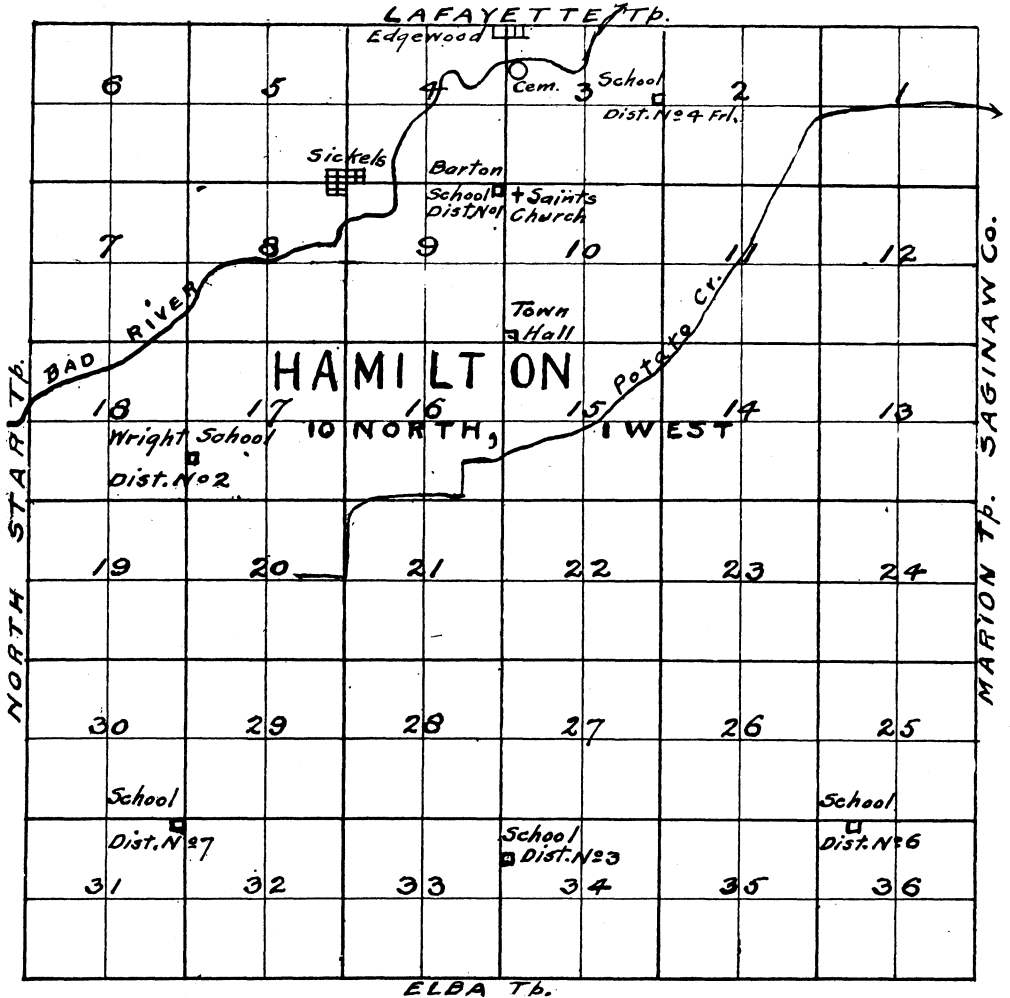 LAFAYETTE Tp.
Edgewood
Cem.
6 5 4 3 2 1
School
Dist. No 4 Frl.
Sickels
Barton
School
Dist. No 1
Saints
Church
7 8 9 10 11 12
BAD RIVER
Town
Hall
Potato Cr.
HAMILTON
18 17 16 15 14 13
10 NORTH, 1 WEST
Wright School
Dist. No 2
19 20 21 22 23 24
30 29 28 27 26 25
School
Dist. No 7
School
Dist. No 3
School
Dist. No 6
31 32 33 34 35 36
NORTH STAR Tp.
SAGINAW CO.
MARION Tp.
ELBA Tp.